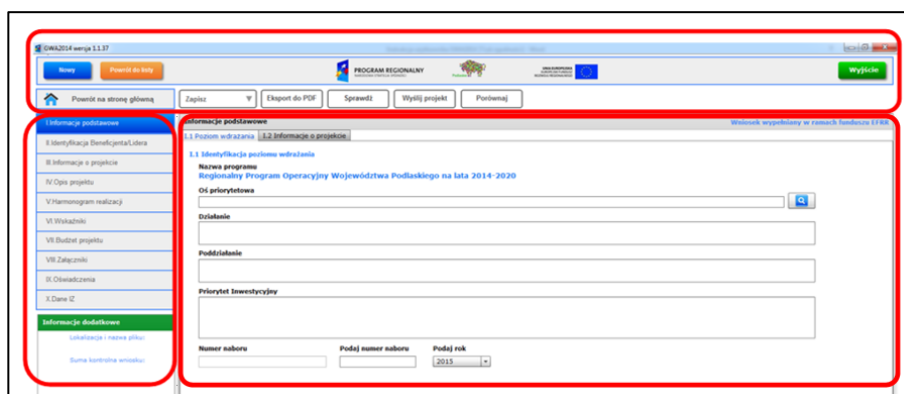 GWA2014 wersja 1.1.37
Nowy Powrót do listy PROGRAM REGIONALNY Wyjście
Powrót na stronę główną Zapisz Eksport do PDF Sprawdź Wyślij projekt Porównaj
I.Informacje podstawowe
II.Identyfikacja Beneficjenta/Lidera
III.Informacje o projekcie
IV.Opis projektu
V.Harmonogram realizacji
VI.Wskaźniki
VII.Budżet projektu
VIII.Załączniki
IX.Oświadczenia
X.Dane IZ
Informacje dodatkowe
Lokalizacja i nazwa pliku:
Suma kontrolna wniosku:
Informacje podstawowe Wniosek wypełniany w ramach funduszu EFRR
1.1 Poziom wdrażania 1.2 Informacje o projekcie
1.1 Identyfikacja poziomu wdrażania
Nazwa programu
Regionalny Program Operacyjny Województwa Podlaskiego na lata 2014-2020
Oś priorytetowa
Działanie
Poddziałanie
Priorytet Inwestycyjny
Numer naboru Podaj numer naboru Podaj rok
2015